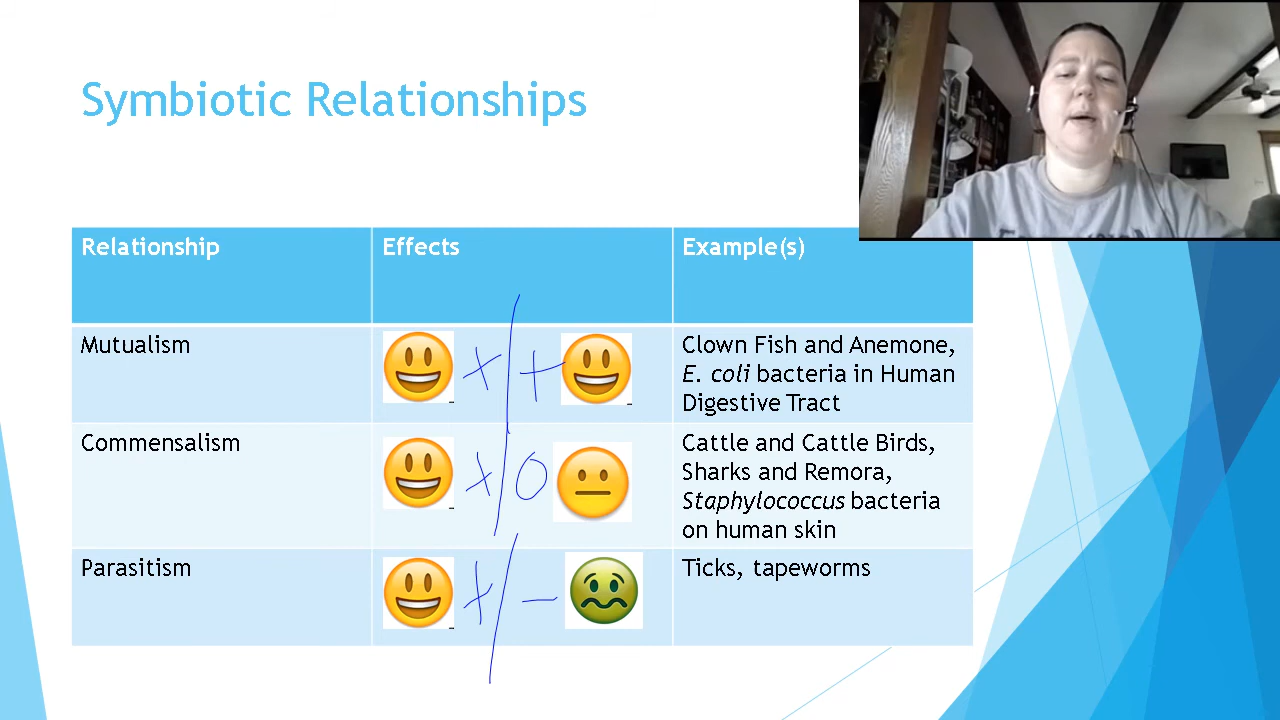 Symbiotic Relationships
Relationship
Effects
Example(s)
Mutualism
+ / +
Clown Fish and Anemone,
E. coli bacteria in Human
Digestive Tract
Commensalism
+ / 0
Cattle and Cattle Birds,
Sharks and Remora,
Staphylococcus bacteria
on human skin
Parasitism
+ / -
Ticks, tapeworms